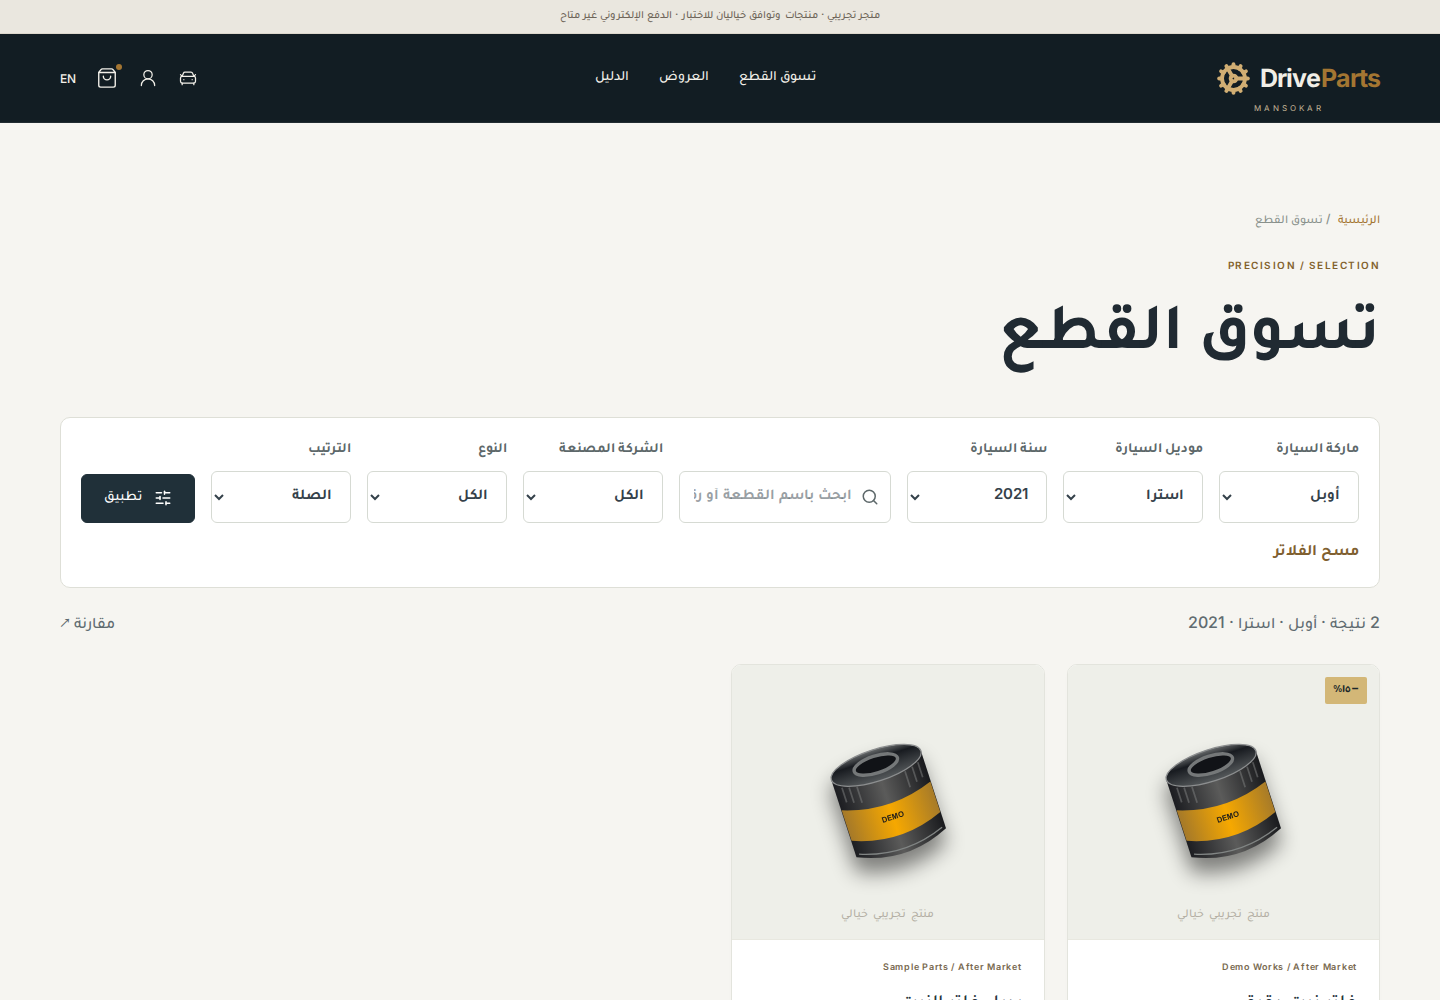 متجر تجريبي · منتجات وتوافق خياليان للاختبار · الدفع الإلكتروني غير متاح
DriveParts
MANSOKAR
تسوق القطع
العروض
الدليل
EN
الرئيسية / تسوق القطع
PRECISION / SELECTION
تسوق القطع
ماركة السيارة
موديل السيارة
سنة السيارة
الشركة المصنعة
النوع
الترتيب
أوبل
استرا
2021
ابحث باسم القطعة أو
الكل
الكل
الصلة
تطبيق
مسح الفلاتر
2 نتيجة · أوبل · استرا · 2021
مقارنة ↗
−١٥%
DEMO
منتج تجريبي خيالي
DEMO
منتج تجريبي خيالي
Demo Works / After Market
Sample Parts / After Market